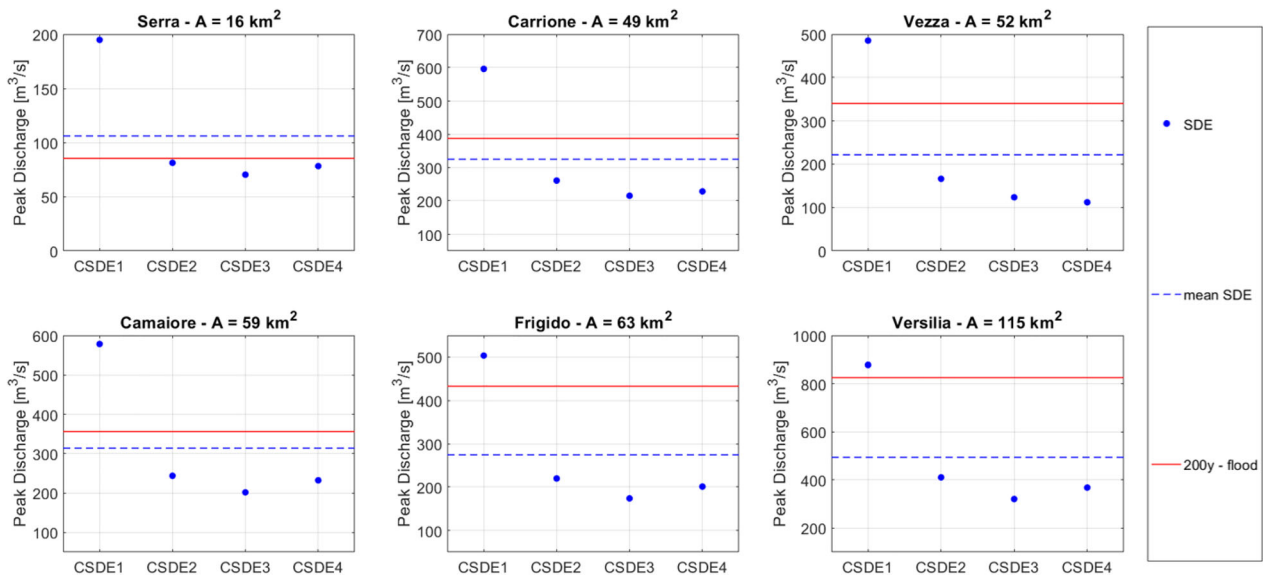 Serra - A = 16 km²
Peak Discharge [m³/s]
200
150
100
50
0
CSDE1 CSDE2 CSDE3 CSDE4
Carrione - A = 49 km²
Peak Discharge [m³/s]
700
600
500
400
300
200
100
CSDE1 CSDE2 CSDE3 CSDE4
Vezza - A = 52 km²
Peak Discharge [m³/s]
500
400
300
200
100
0
CSDE1 CSDE2 CSDE3 CSDE4
Camaiore - A = 59 km²
Peak Discharge [m³/s]
600
500
400
300
200
100
CSDE1 CSDE2 CSDE3 CSDE4
Frigido - A = 63 km²
Peak Discharge [m³/s]
500
400
300
200
100
CSDE1 CSDE2 CSDE3 CSDE4
Versilia - A = 115 km²
Peak Discharge [m³/s]
1000
800
600
400
200
CSDE1 CSDE2 CSDE3 CSDE4
SDE
mean SDE
200y - flood